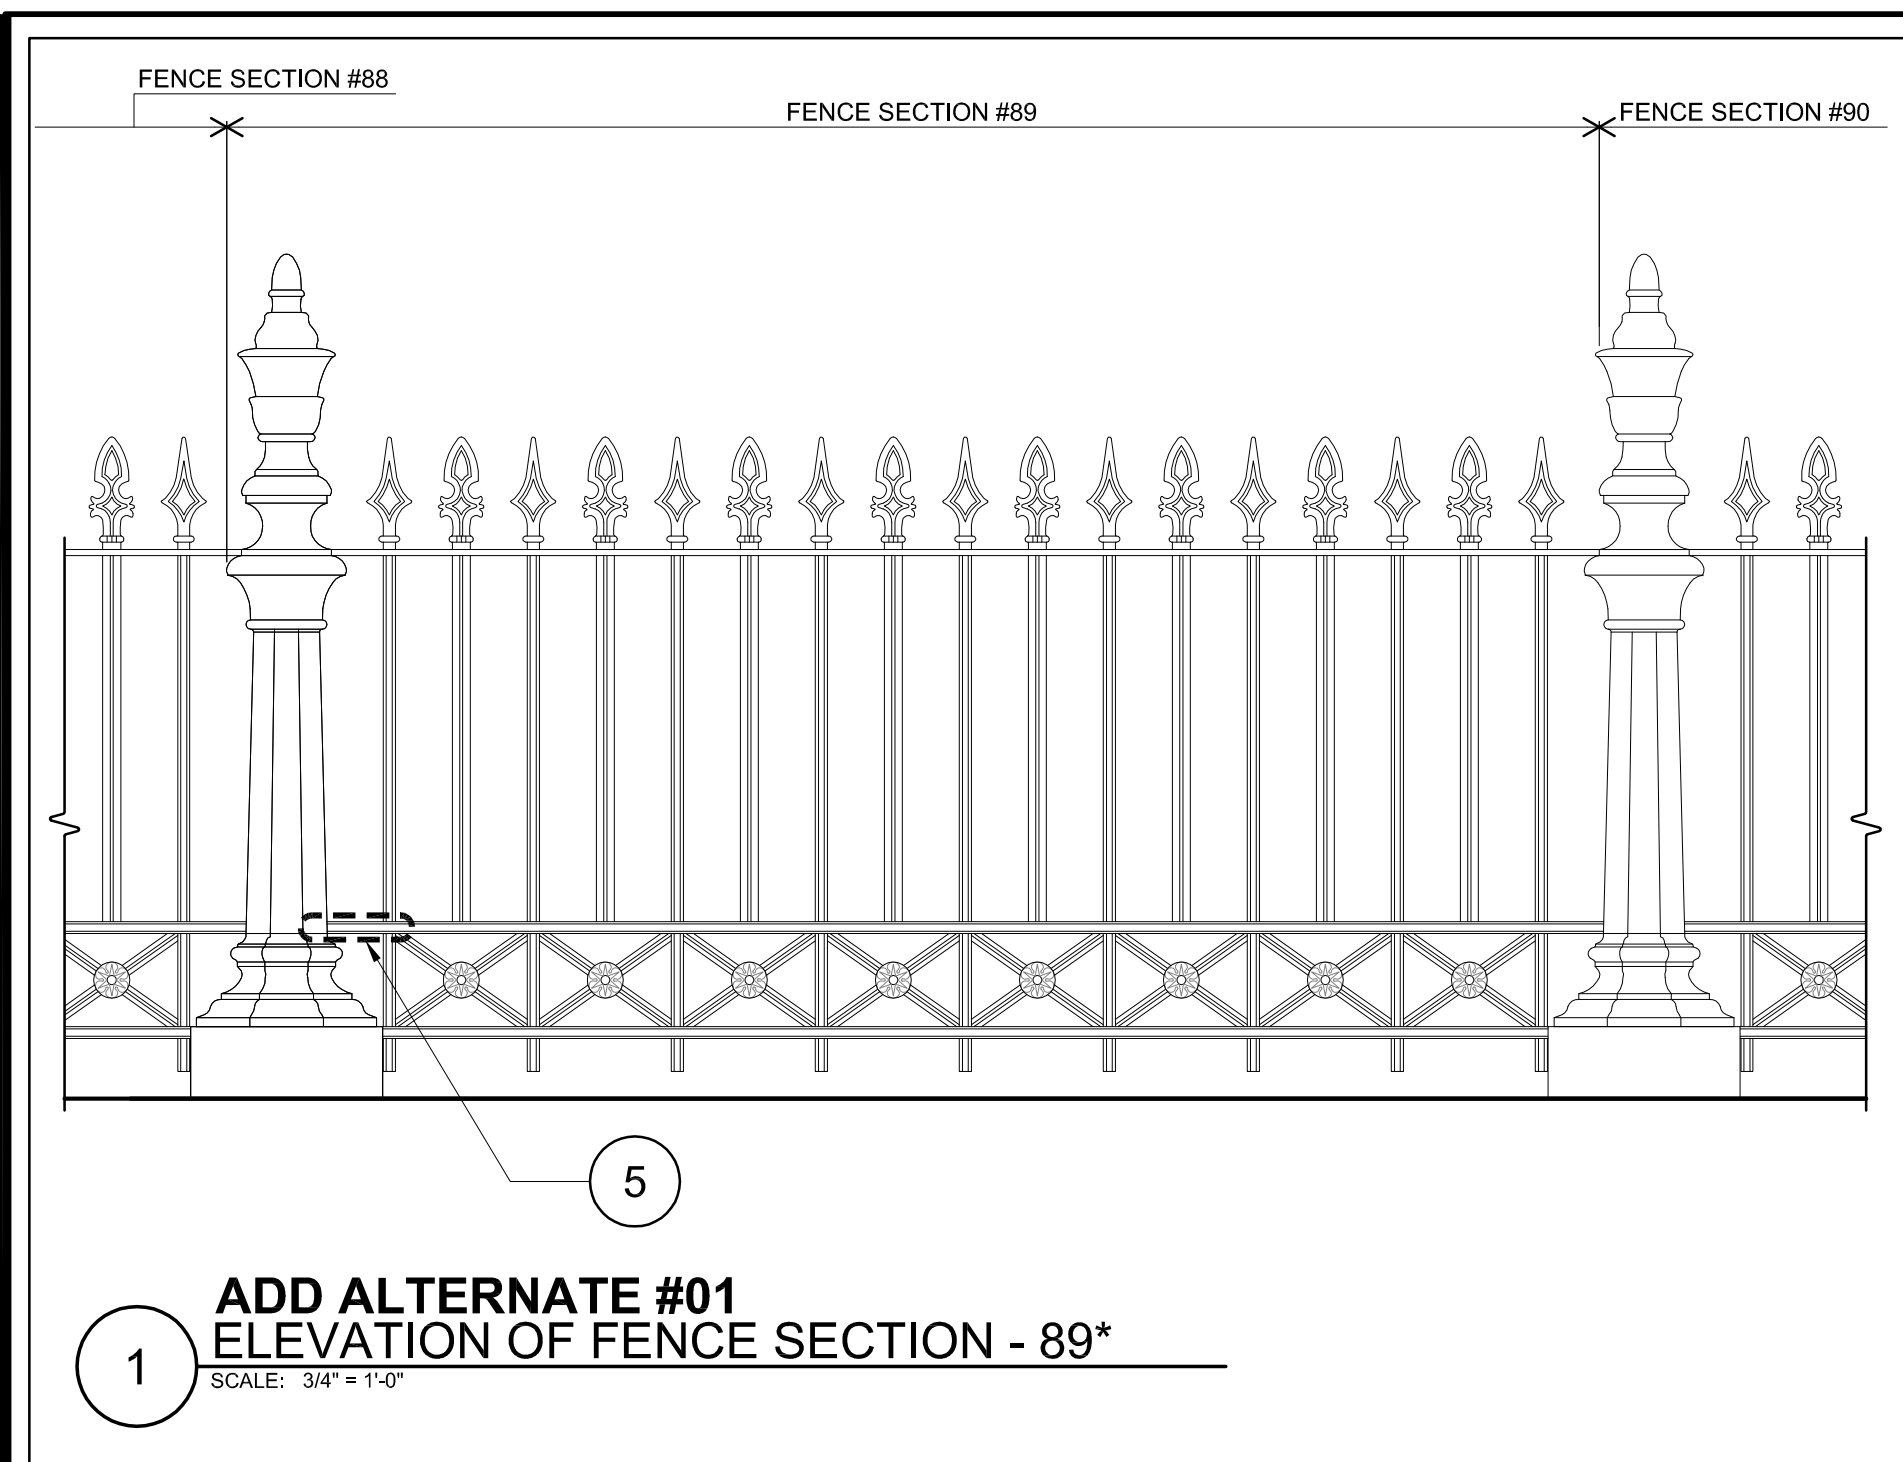 FENCE SECTION #88
FENCE SECTION #89
FENCE SECTION #90
5
ADD ALTERNATE #01
1
ELEVATION OF FENCE SECTION - 89*
SCALE: 3/4" = 1'-0"